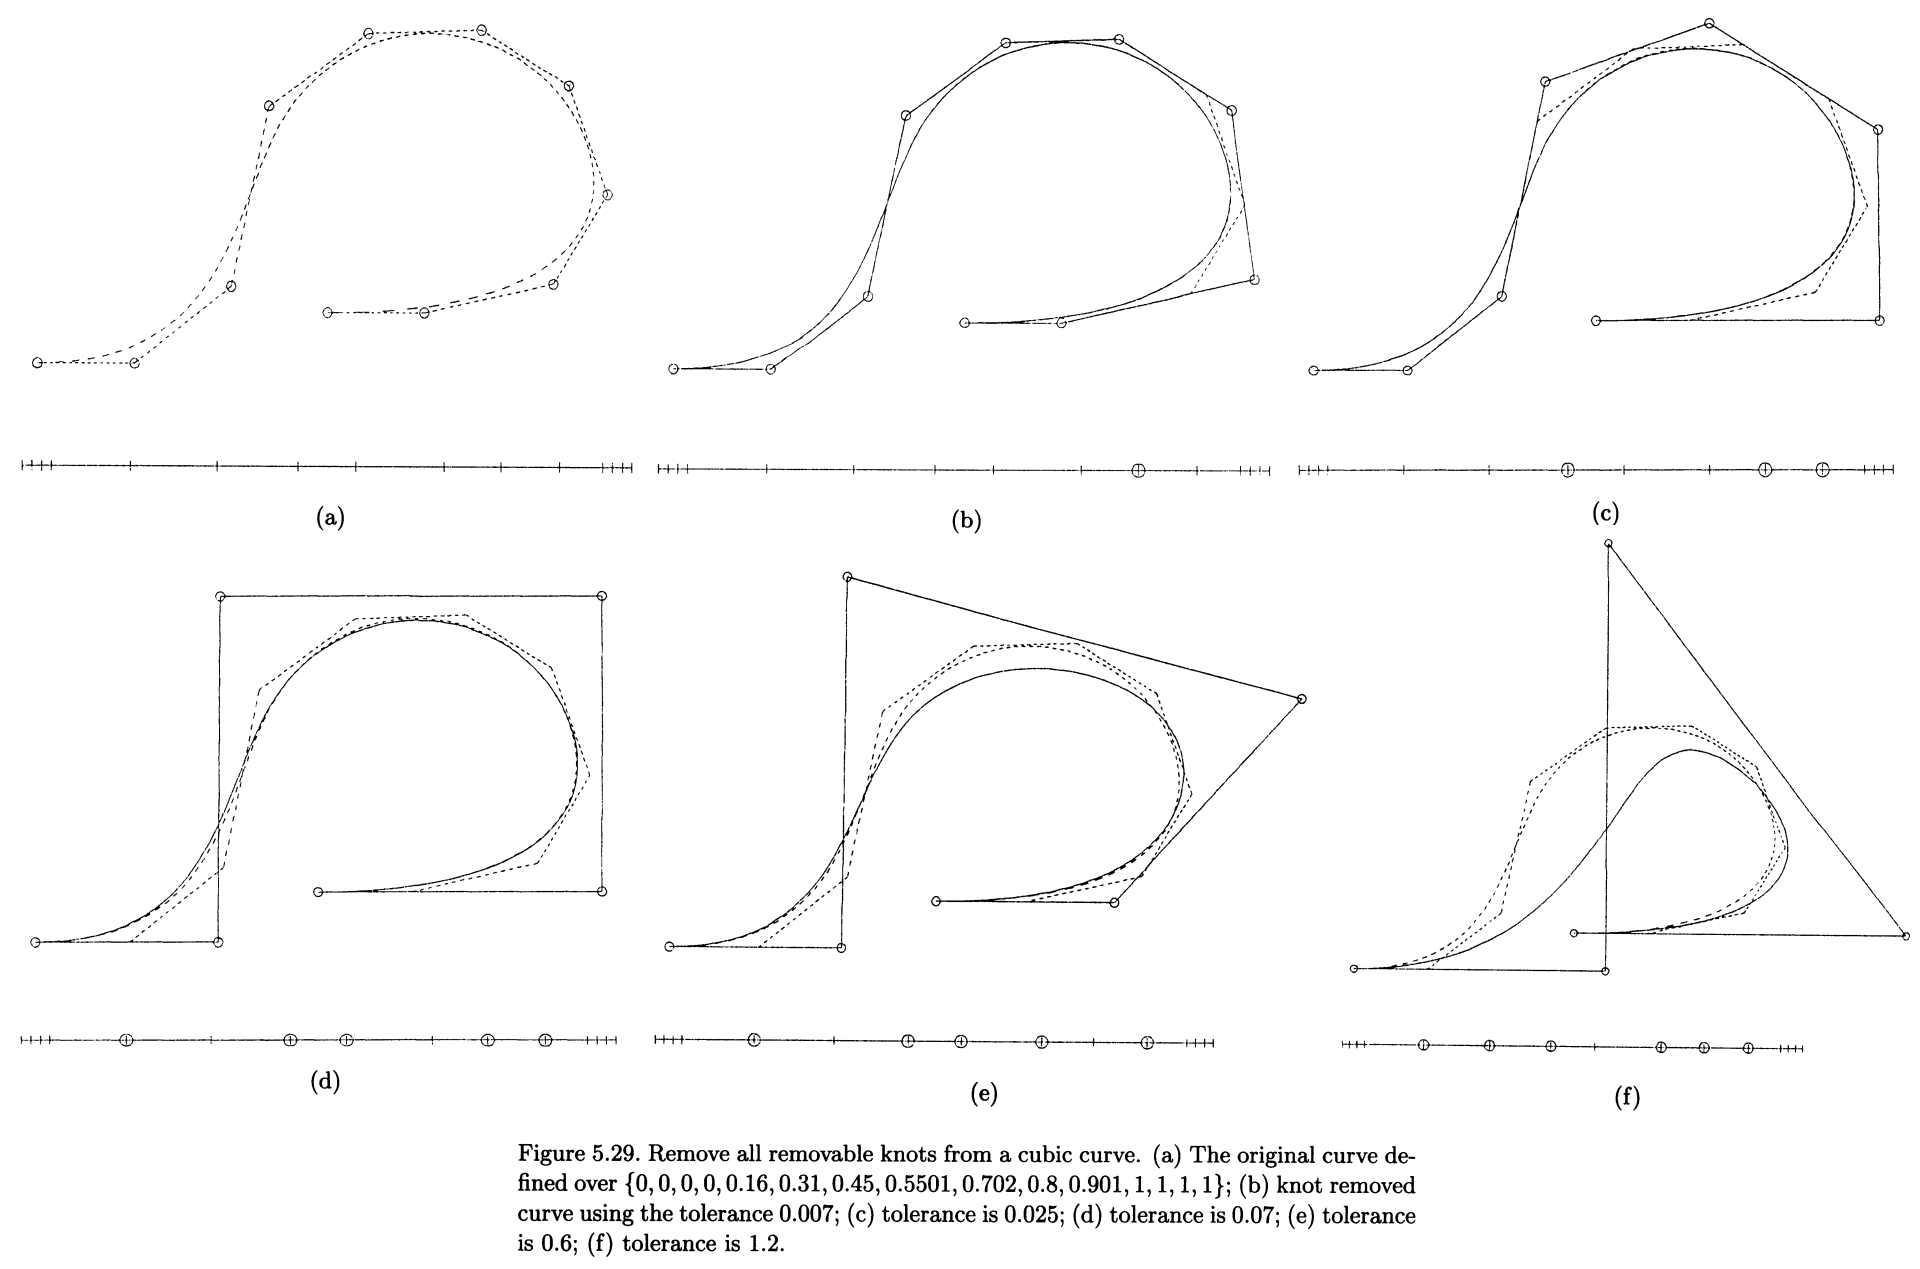 (a)
(b)
(c)
(d)
(e)
(f)
Figure 5.29. Remove all removable knots from a cubic curve. (a) The original curve de-
fined over {0, 0, 0, 0, 0.16, 0.31, 0.45, 0.5501, 0.702, 0.8, 0.901, 1, 1, 1, 1}; (b) knot removed
curve using the tolerance 0.007; (c) tolerance is 0.025; (d) tolerance is 0.07; (e) tolerance
is 0.6; (f) tolerance is 1.2.